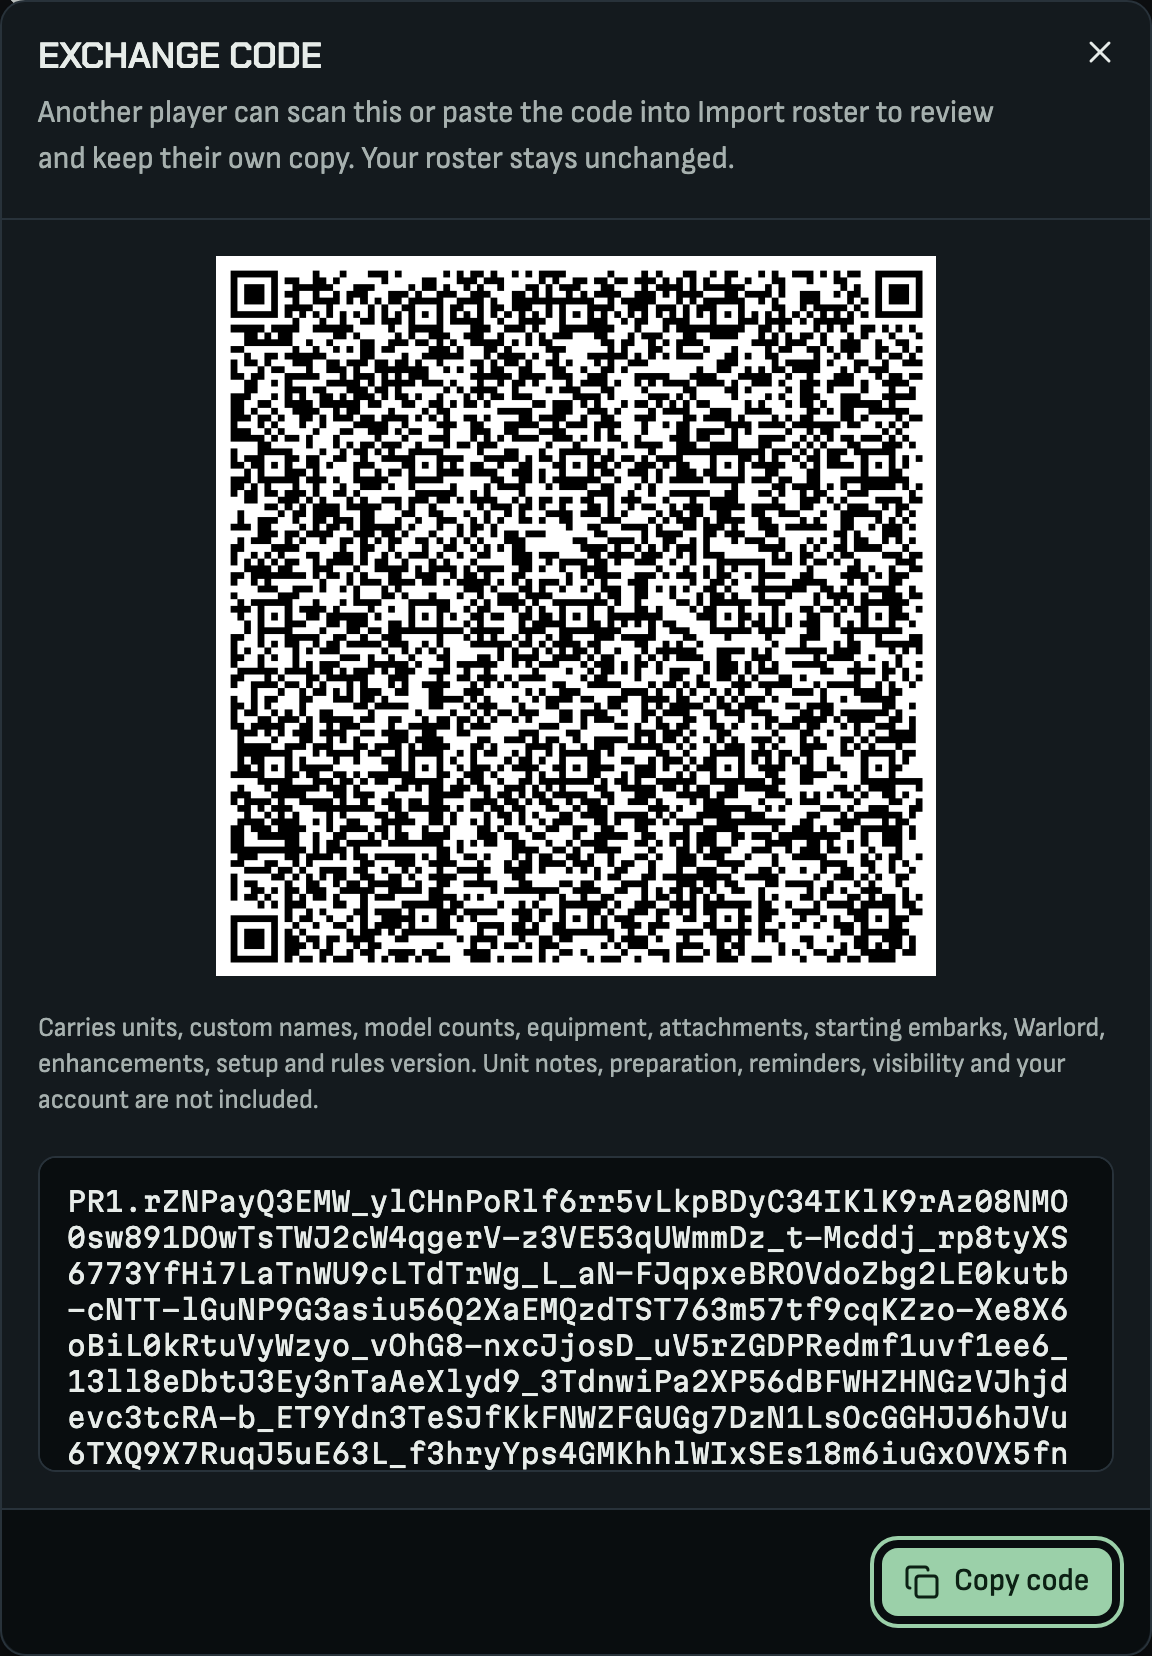 EXCHANGE CODE
Another player can scan this or paste the code into Import roster to review
and keep their own copy. Your roster stays unchanged.
Carries units, custom names, model counts, equipment, attachments, starting embarks, Warlord,
enhancements, setup and rules version. Unit notes, preparation, reminders, visibility and your
account are not included.
PR1.rZNPayQ3EMW_ylCHnPoRlf6rr5vLkpBDyC34IKlK9rAz08NMO
0sw891DOwTsTWJ2cW4qgerV-z3VE53qUWmmDz_t-Mcddj_rp8tyXS
6773YfHi7LaTnWU9cLTdTrWg_L_aN-FJqpxeBROVdoZbg2LE0kutb
-cNTT-lGuNP9G3asiu56Q2XaEMQzdTST763m57tf9cqKZzo-Xe8X6
oBiL0kRtuVyWzyo_vOhG8-nxcJjosD_uV5rZGDPRedmf1uvf1ee6_
13ll8eDbtJ3Ey3nTaAeXlyd9_3TdnwiPa2XP56dBFWHZHNGzVJhjd
evc3tcRA-b_ET9Ydn3TeSJfKkFNWZFGUGg7DzN1LsOcGGHJJ6hJVu
6TXQ9X7RuqJ5uE63L_f3hryYps4GMKhhlWIxSEs18m6iuGxOVX5fn
Copy code